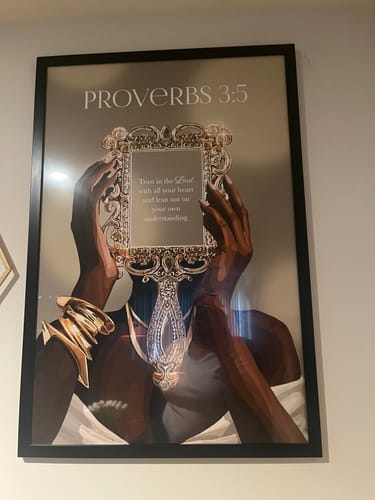 PROVeRBS 3:5
Trust in the Lord
with all your heart
and lean not on
your own
understanding.